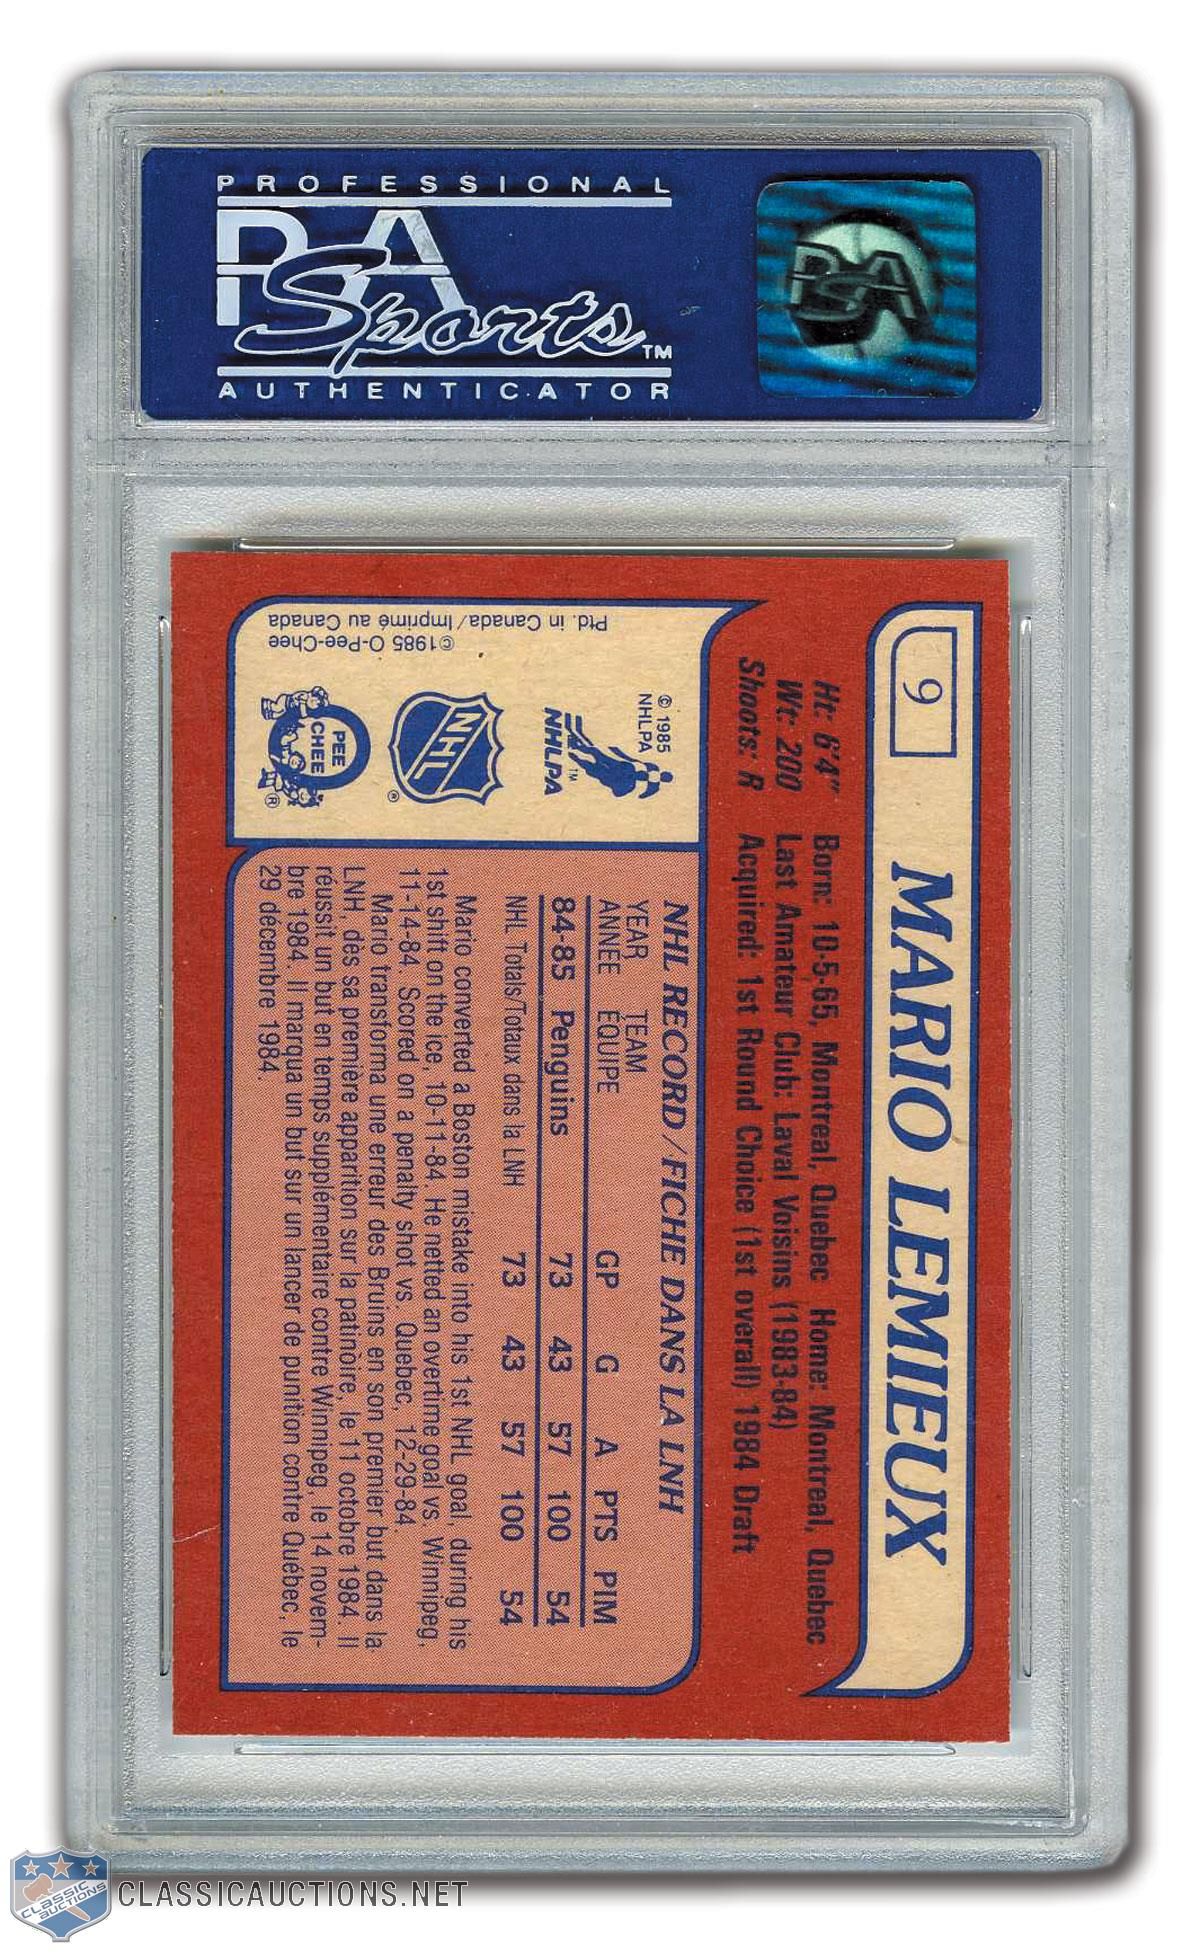 PROFESSIONAL
PSA
Sports™
AUTHENTICATOR
PSA
9
MARIO LEMIEUX
Ht: 6'4" Born: 10-5-65, Montreal, Quebec Home: Montreal, Quebec
Wt: 200 Last Amateur Club: Laval Voisins (1983-84)
Shoots: R Acquired: 1st Round Choice (1st overall) 1984 Draft
© 1985
NHLPA
NHLPA™
NHL
®
PEE
CHEE
®
©1985 O-Pee-Chee
Ptd. in Canada/Imprimé au Canada
NHL RECORD/FICHE DANS LA LNH
YEAR TEAM
ANNEE ÉQUIPE GP G A PTS PIM
84-85 Penguins 73 43 57 100 54
NHL Totals/Totaux dans la LNH 73 43 57 100 54
Mario converted a Boston mistake into his 1st NHL goal, during his
1st shift on the ice, 10-11-84. He netted an overtime goal vs. Winnipeg,
11-14-84. Scored on a penalty shot vs. Quebec, 12-29-84.
Mario transforma une erreur des Bruins en son premier but dans la
LNH, dès sa première apparition sur la patinoire, le 11 octobre 1984. Il
réussit un but en temps supplémentaire contre Winnipeg, le 14 novem-
bre 1984. Il marqua un but sur un lancer de punition contre Québec, le
29 décembre 1984.
CLASSIC
AUCTIONS
CLASSICAUCTIONS.NET